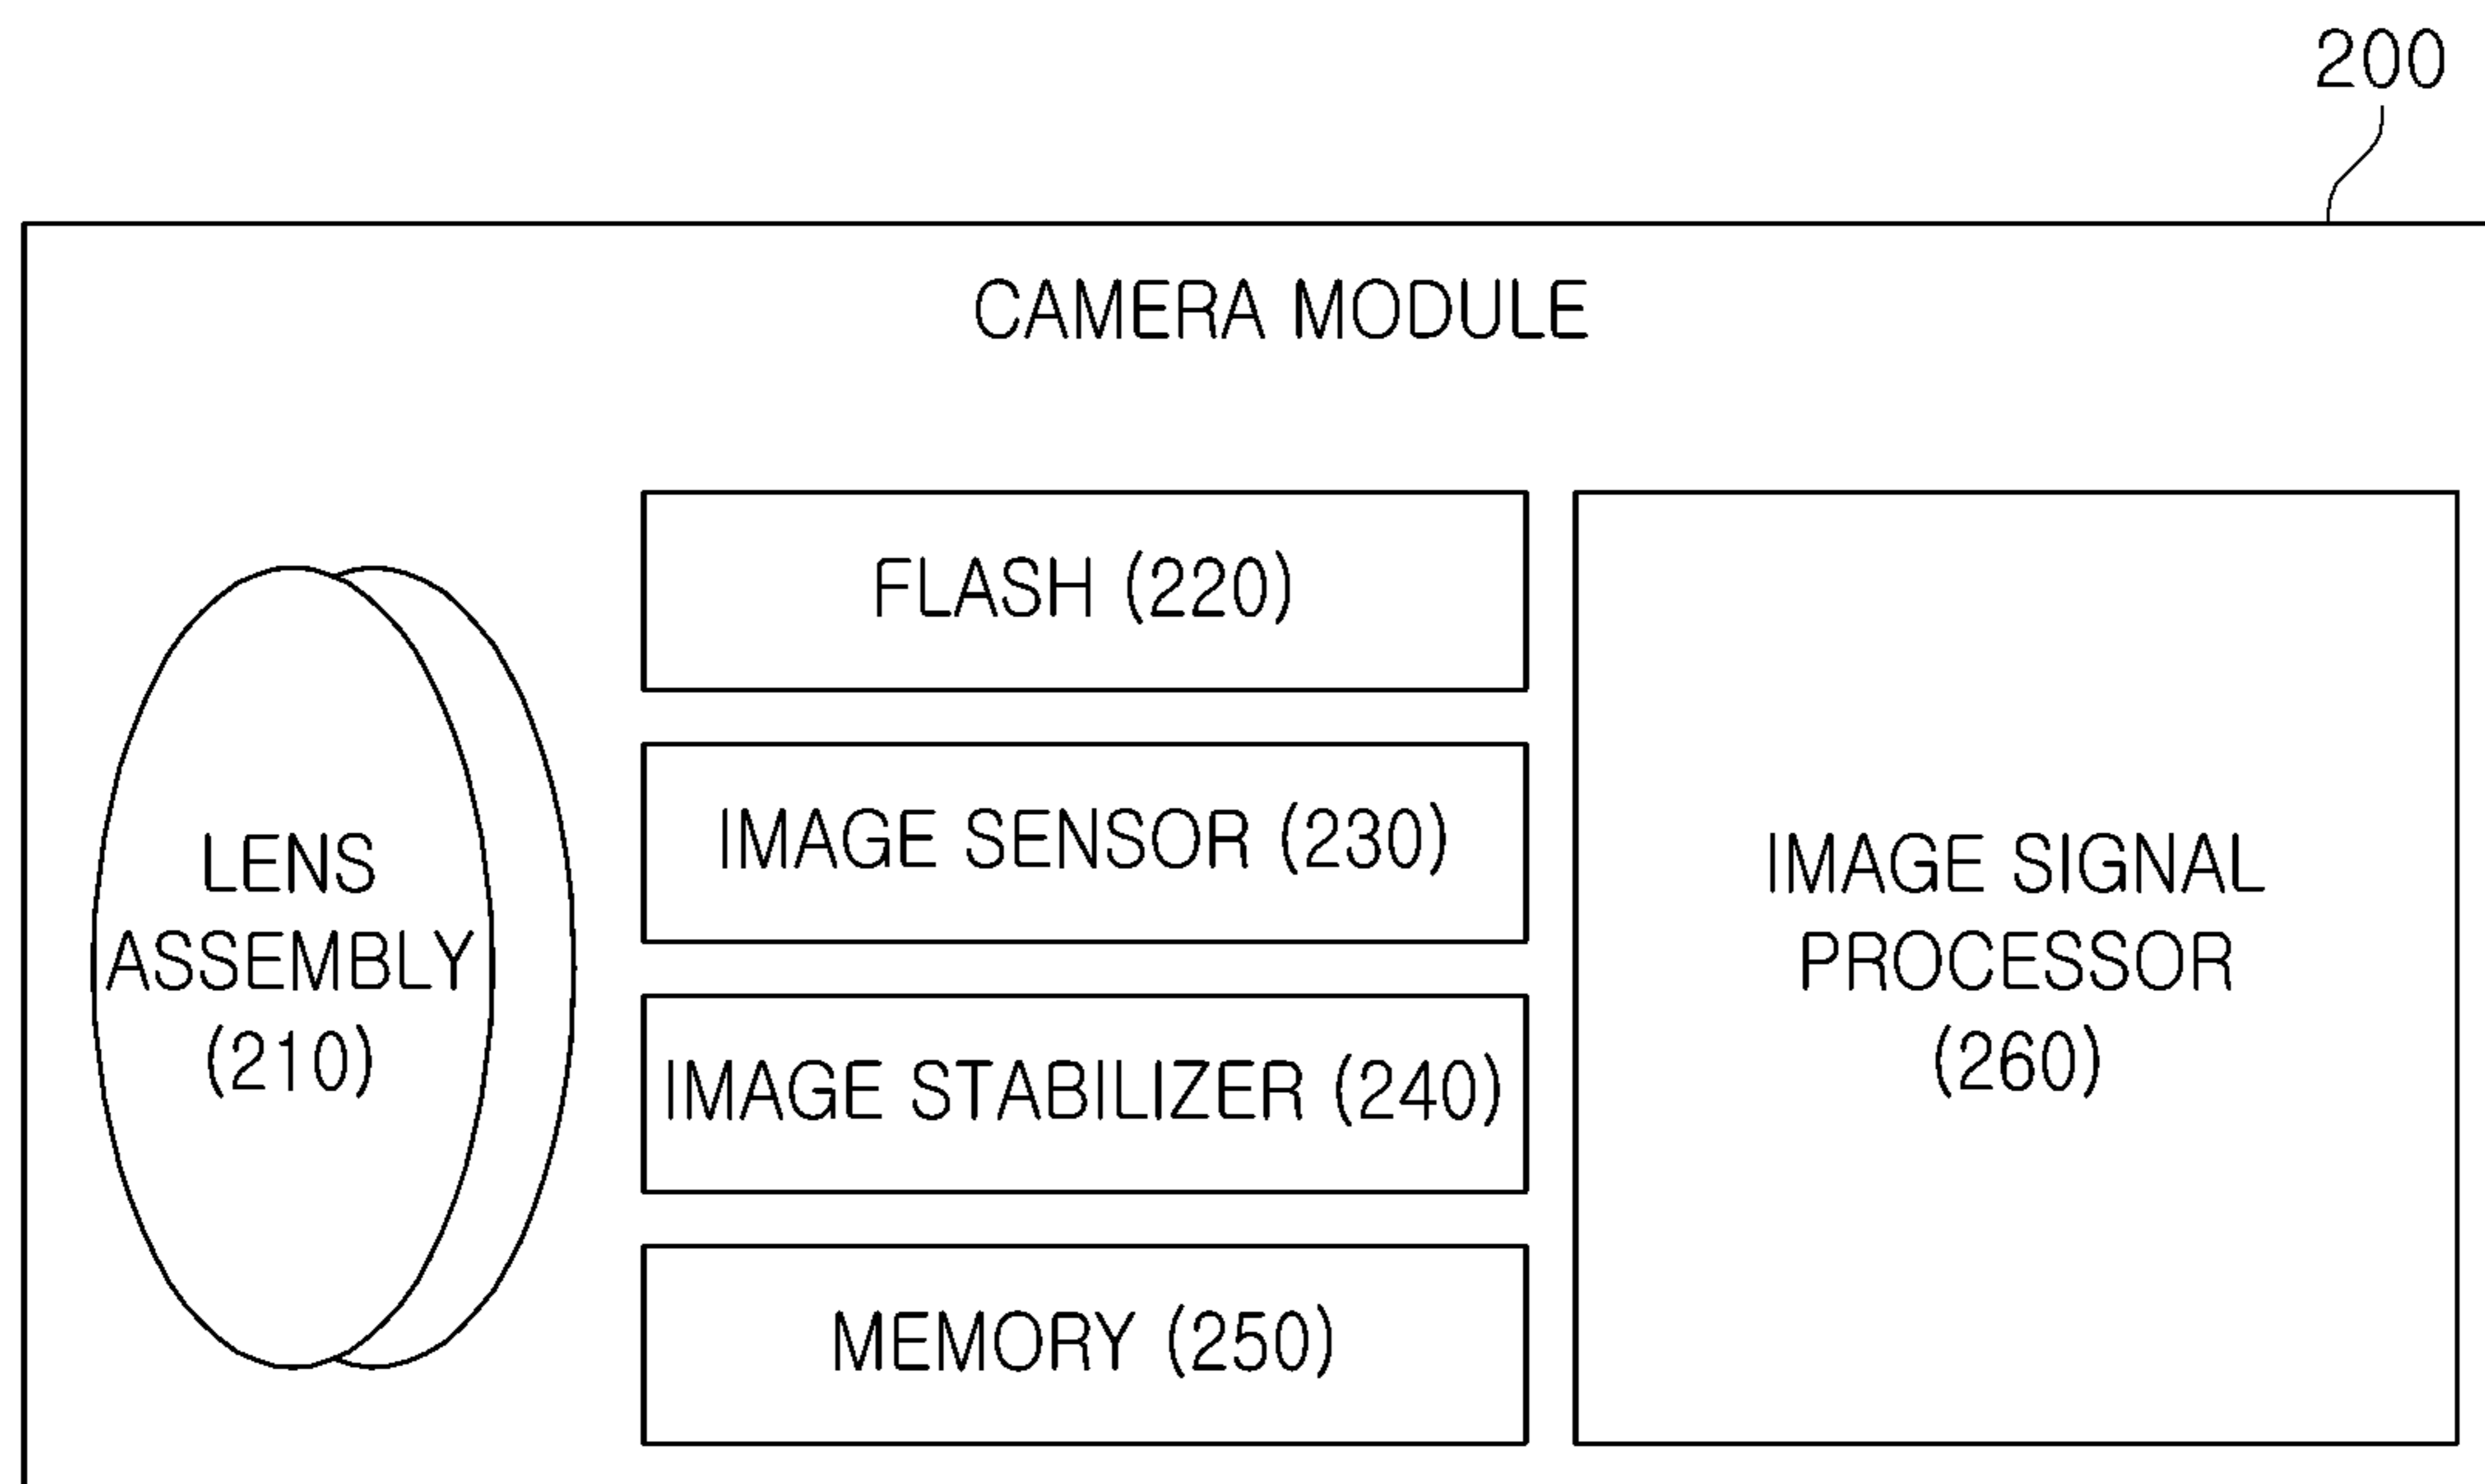 200
CAMERA MODULE
LENS
ASSEMBLY
(210)
FLASH (220)
IMAGE SENSOR (230)
IMAGE STABILIZER (240)
MEMORY (250)
IMAGE SIGNAL
PROCESSOR
(260)